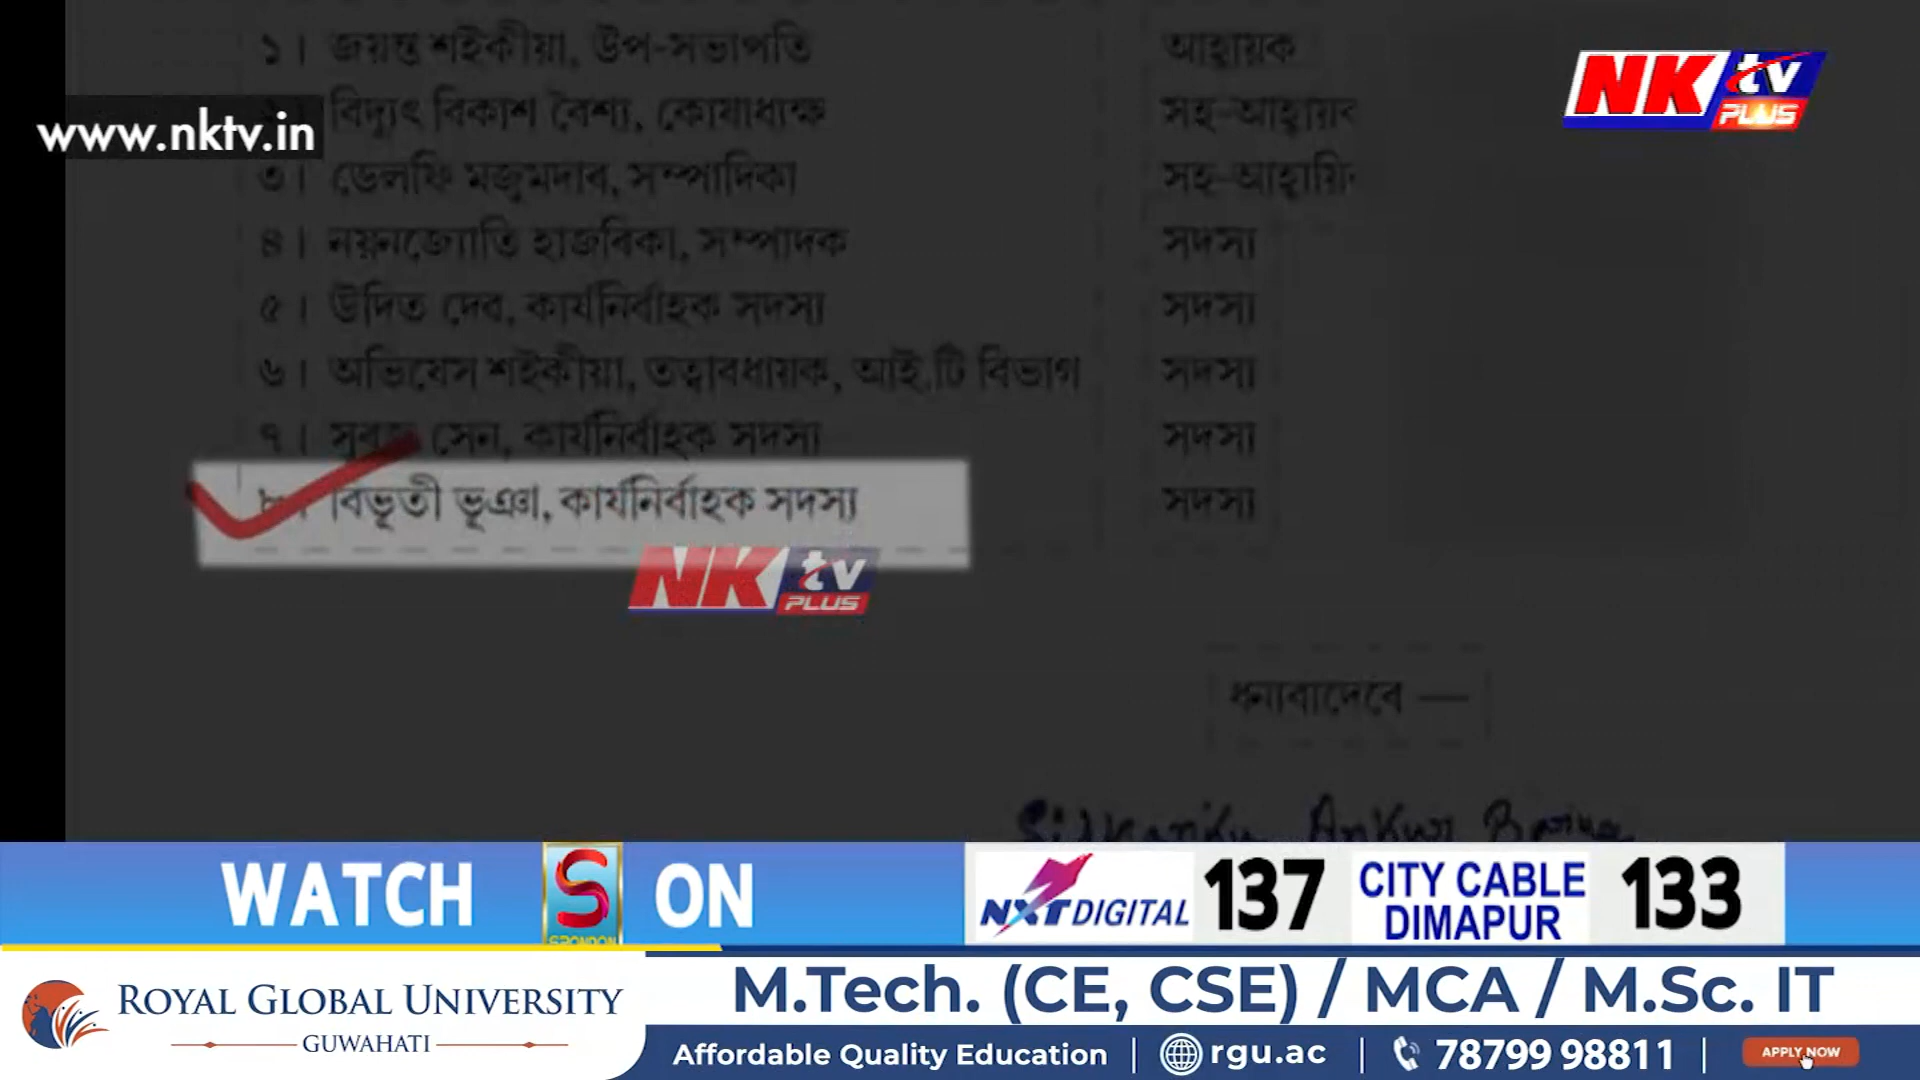 ১। জয়ন্ত শইকীয়া, উপ-সভাপতি আহ্বায়ক
বিদ্যুৎ বিকাশ বৈশ্য, কোষাধ্যক্ষ সহ-আহ্বায়ক
৩। ডেলফি মজুমদাৰ, সম্পাদিকা
৪। নয়নজ্যোতি হাজৰিকা, সম্পাদক সদস্য
৫। উদিত দেৱ, কাৰ্যনিৰ্বাহক সদস্য সদস্য
৬। অভিযেস শইকীয়া, তত্বাৱধায়ক, আই.টি বিভাগ সদস্য
৭। সেন, কাৰ্যনিৰ্বাহক সদস্য সদস্য
৮। বিভূতী ভূঞা, কাৰ্যনিৰ্বাহক সদস্য সদস্য
ধন্যবাদেৰে —
www.nktv.in
NK tv PLUS
NK tv PLUS
WATCH S SPONDON ON NXT DIGITAL 137 CITY CABLE DIMAPUR 133
ROYAL GLOBAL UNIVERSITY
GUWAHATI
M.Tech. (CE, CSE) / MCA / M.Sc. IT
Affordable Quality Education | rgu.ac | 78799 98811 | APPLY NOW